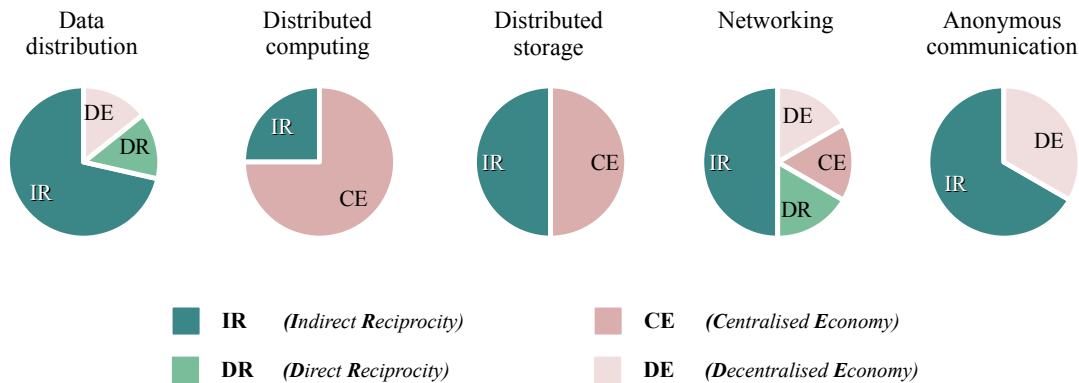 Data
distribution
Distributed
computing
Distributed
storage
Networking
Anonymous
communication
DE
DR
IR
IR
CE
IR
CE
DE
IR
CE
DR
DE
IR
IR (Indirect Reciprocity)
CE (Centralised Economy)
DR (Direct Reciprocity)
DE (Decentralised Economy)